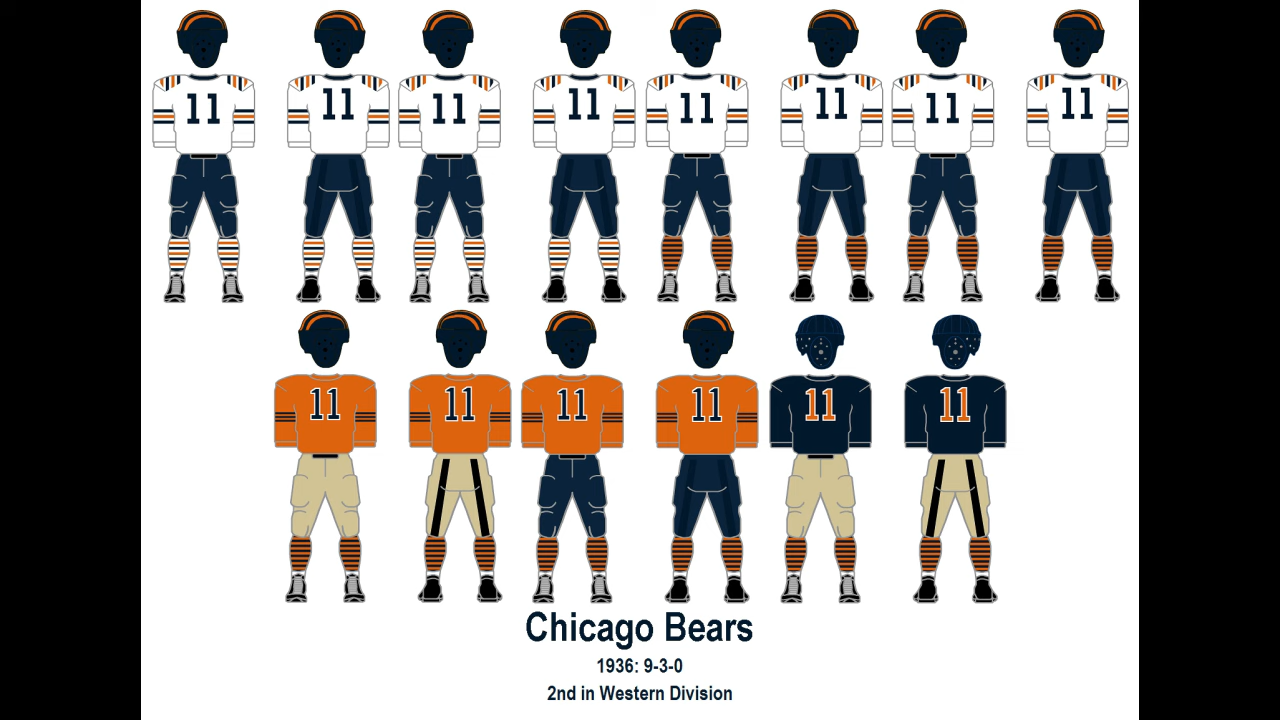 11 11 11 11 11 11 11 11
11 11 11 11 11 11
Chicago Bears
1936: 9-3-0
2nd in Western Division